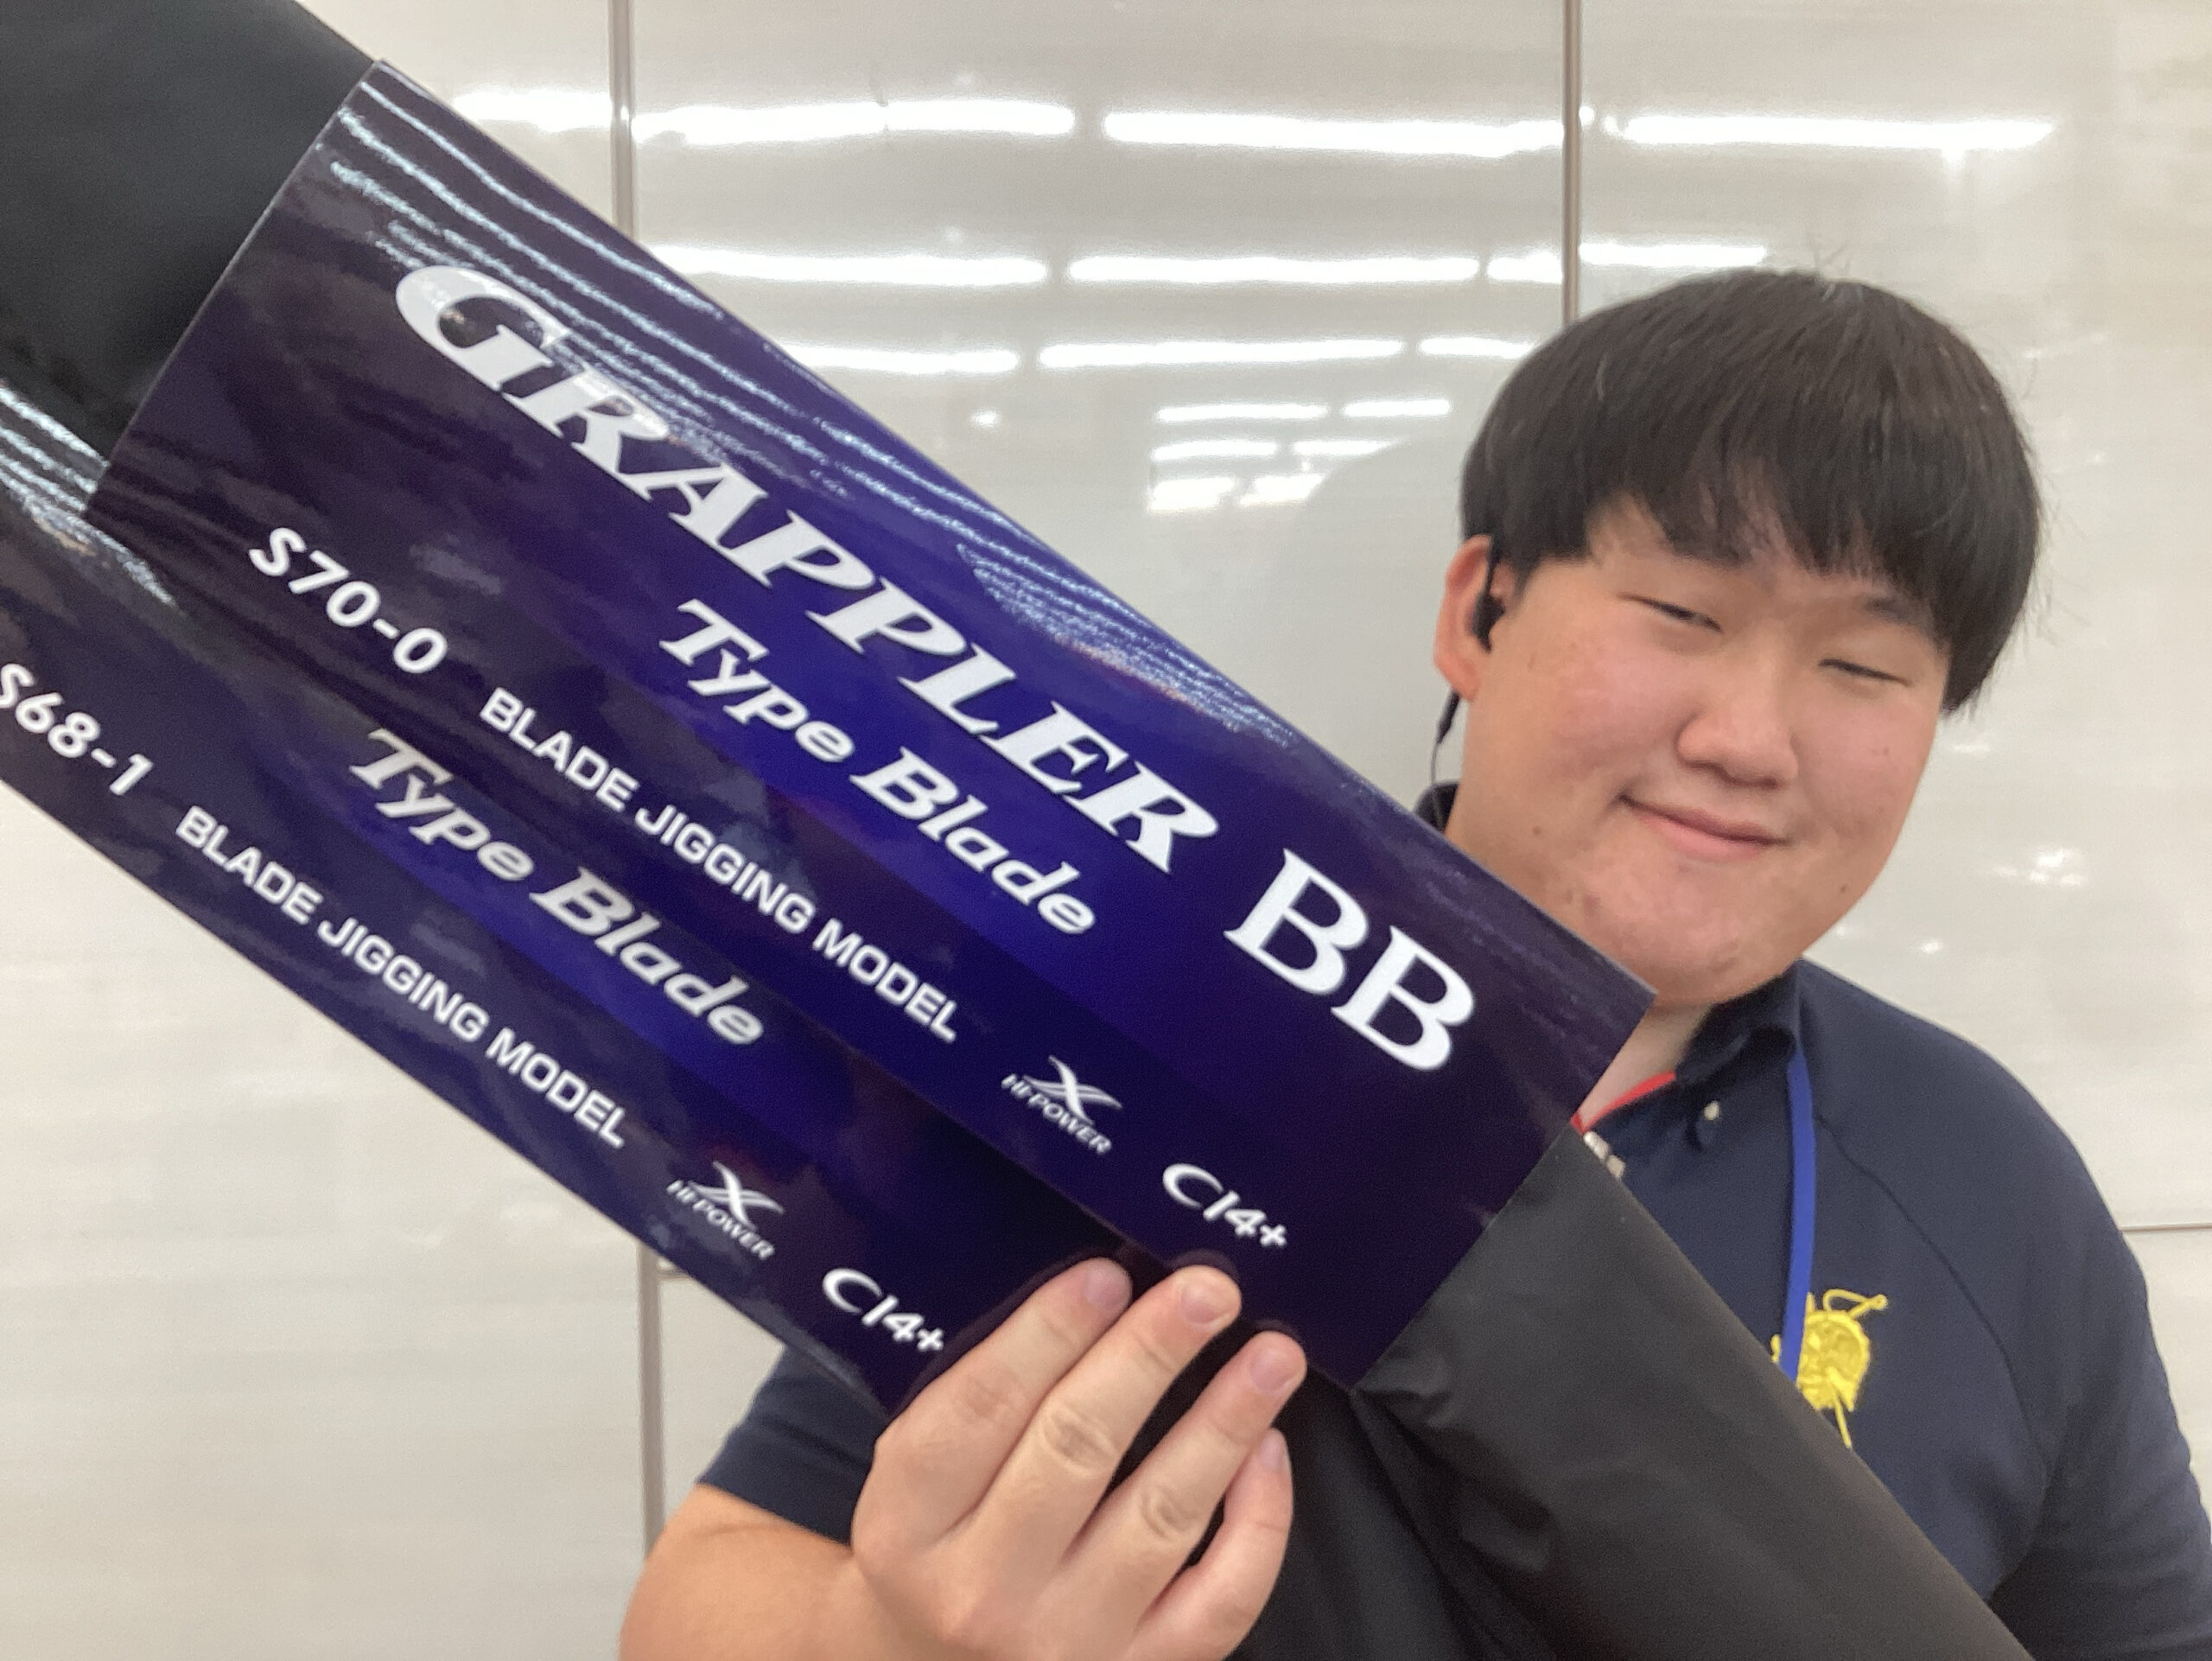 GRAPPLER BB
Type Blade
S70-0 BLADE JIGGING MODEL
HI-POWER X
CI4+
Type Blade
S68-1 BLADE JIGGING MODEL
HI-POWER X
CI4+